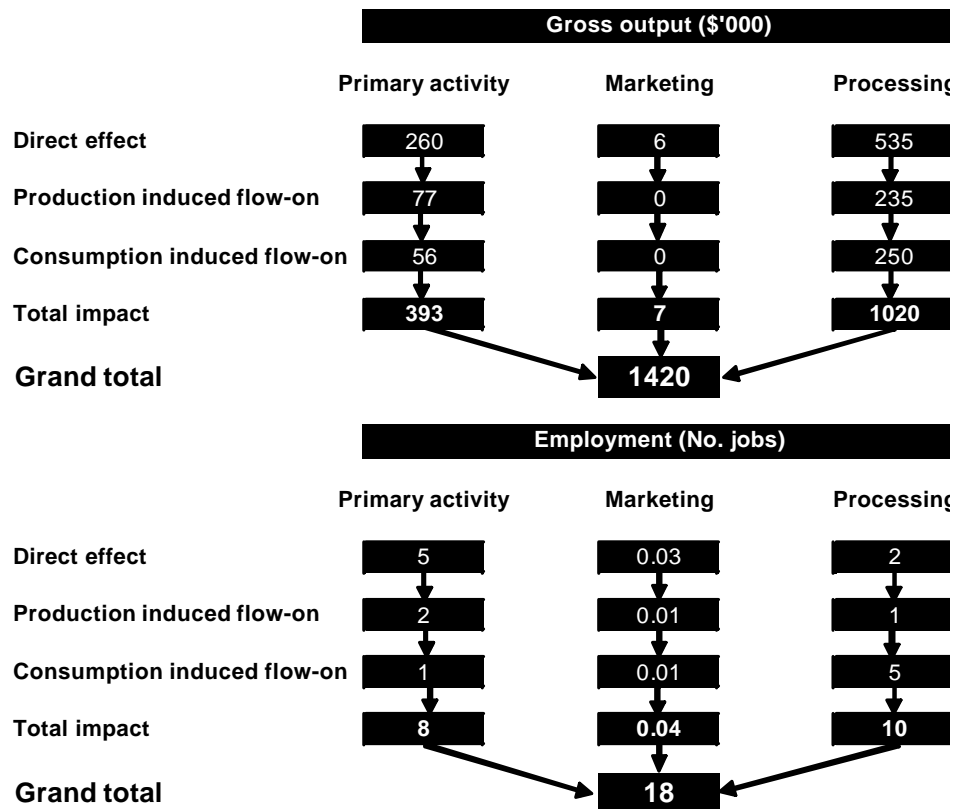 Gross output ($'000)
Primary activity Marketing Processing
Direct effect 260 6 535
Production induced flow-on 77 0 235
Consumption induced flow-on 56 0 250
Total impact 393 7 1020
Grand total 1420
Employment (No. jobs)
Primary activity Marketing Processing
Direct effect 5 0.03 2
Production induced flow-on 2 0.01 1
Consumption induced flow-on 1 0.01 5
Total impact 8 0.04 10
Grand total 18